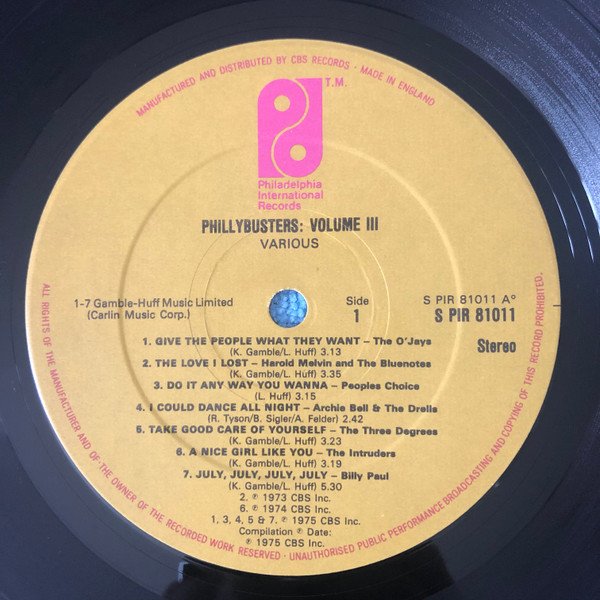 MANUFACTURED AND DISTRIBUTED BY CBS RECORDS · MADE IN ENGLAND
T.M.
Philadelphia
International
Records
PHILLYBUSTERS: VOLUME III
VARIOUS
1-7 Gamble-Huff Music Limited
(Carlin Music Corp.)
Side
1
S PIR 81011 A°
S PIR 81011
Stereo
1. GIVE THE PEOPLE WHAT THEY WANT – The O'Jays
(K. Gamble/L. Huff) 3.13
2. THE LOVE I LOST – Harold Melvin and The Bluenotes
(K. Gamble/L. Huff) 3.35
3. DO IT ANY WAY YOU WANNA – Peoples Choice
(L. Huff) 3.15
4. I COULD DANCE ALL NIGHT – Archie Bell & The Drells
(R. Tyson/B. Sigler/A. Felder) 2.42
5. TAKE GOOD CARE OF YOURSELF – The Three Degrees
(K. Gamble/L. Huff) 3.23
6. A NICE GIRL LIKE YOU – The Intruders
(K. Gamble/L. Huff) 3.19
7. JULY, JULY, JULY, JULY – Billy Paul
(K. Gamble/L. Huff) 5.30
2. ℗ 1973 CBS Inc.
6. ℗ 1974 CBS Inc.
1, 3, 4, 5 & 7. ℗ 1975 CBS Inc.
Compilation ℗ Date:
℗ 1975 CBS Inc.
ALL RIGHTS OF THE MANUFACTURER AND OF THE OWNER OF THE RECORDED WORK RESERVED · UNAUTHORISED PUBLIC PERFORMANCE BROADCASTING AND COPYING OF THIS RECORD PROHIBITED.